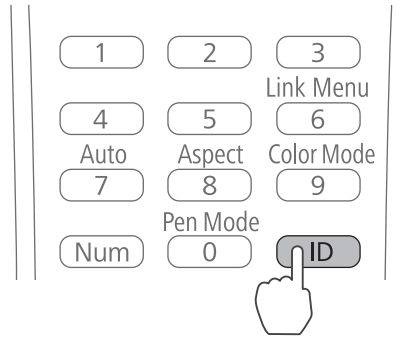 1 2 3
Link Menu
4 5 6
Auto Aspect Color Mode
7 8 9
Pen Mode
Num 0 ID